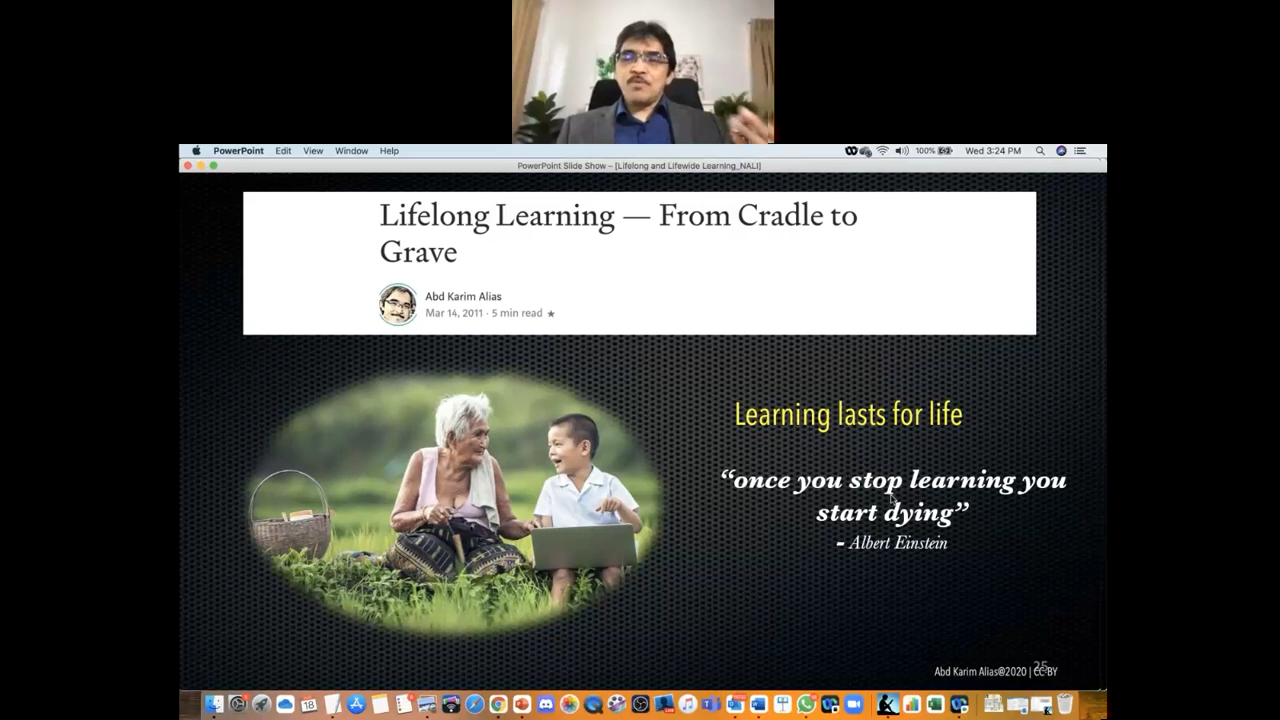 PowerPoint Edit View Window Help
100% Wed 3:24 PM
PowerPoint Slide Show – [Lifelong and Lifewide Learning_NALI]
Lifelong Learning — From Cradle to
Grave
Abd Karim Alias
Mar 14, 2011 · 5 min read ★
Learning lasts for life
“once you stop learning you
start dying”
– Albert Einstein
Abd Karim Alias@2020 | CC-BY
25
18